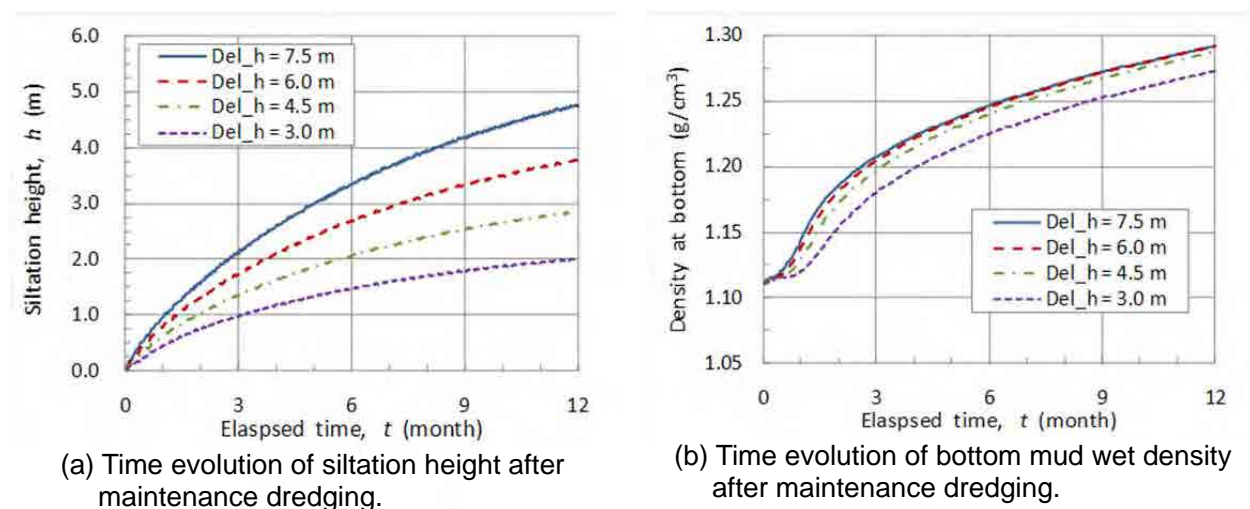 6.0
5.0
4.0
3.0
2.0
1.0
0.0
Siltation height, h (m)
Del_h = 7.5 m
Del_h = 6.0 m
Del_h = 4.5 m
Del_h = 3.0 m
0 3 6 9 12
Elaspsed time, t (month)
(a) Time evolution of siltation height after
maintenance dredging.
1.30
1.25
1.20
1.15
1.10
1.05
Density at bottom (g/cm³)
Del_h = 7.5 m
Del_h = 6.0 m
Del_h = 4.5 m
Del_h = 3.0 m
0 3 6 9 12
Elaspsed time, t (month)
(b) Time evolution of bottom mud wet density
after maintenance dredging.